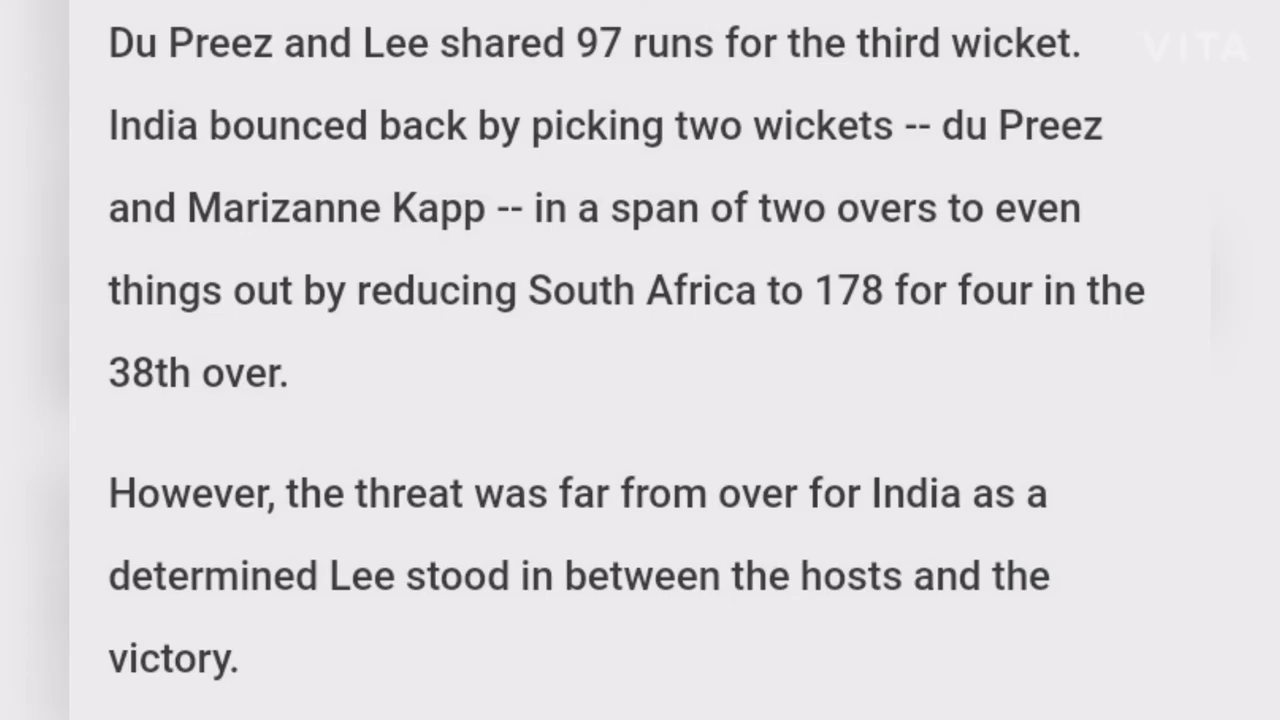 Du Preez and Lee shared 97 runs for the third wicket.
VITA
India bounced back by picking two wickets -- du Preez
and Marizanne Kapp -- in a span of two overs to even
things out by reducing South Africa to 178 for four in the
38th over.
However, the threat was far from over for India as a
determined Lee stood in between the hosts and the
victory.